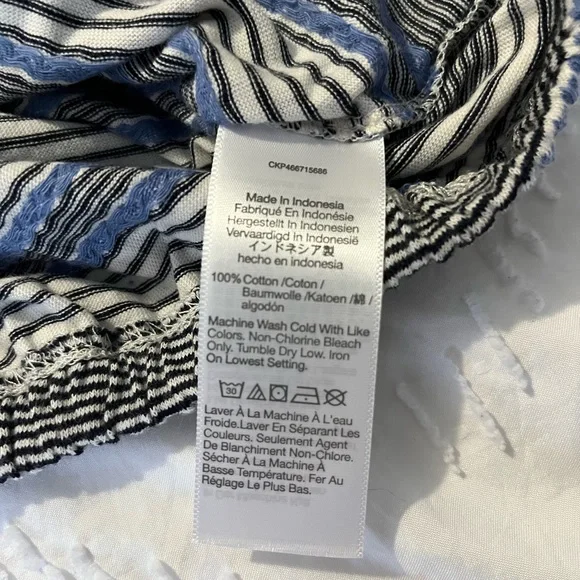 CKP466715686
Made In Indonesia
Fabriqué En Indonésie
Hergestellt In Indonesien
Vervaardigd In Indonesië
インドネシア製
hecho en indonesia
100% Cotton /Coton /
Baumwolle /Katoen /綿 /
algodón
Machine Wash Cold With Like
Colors. Non-Chlorine Bleach
Only. Tumble Dry Low. Iron
On Lowest Setting.
30
Laver À La Machine À L'eau
Froide.Laver En Séparant Les
Couleurs. Seulement Agent
De Blanchiment Non-Chlore.
Sécher À La Machine À
Basse Température. Fer Au
Réglage Le Plus Bas.